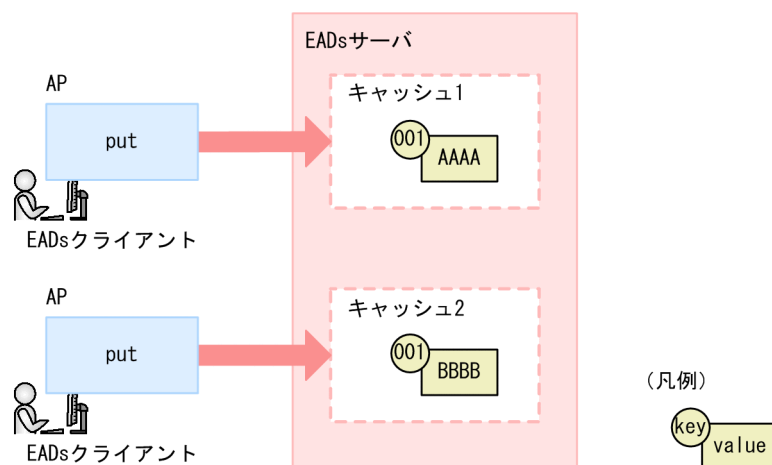 EADsサーバ
AP
put
EADsクライアント
キャッシュ1
001
AAAA
AP
put
EADsクライアント
キャッシュ2
001
BBBB
(凡例)
key
value